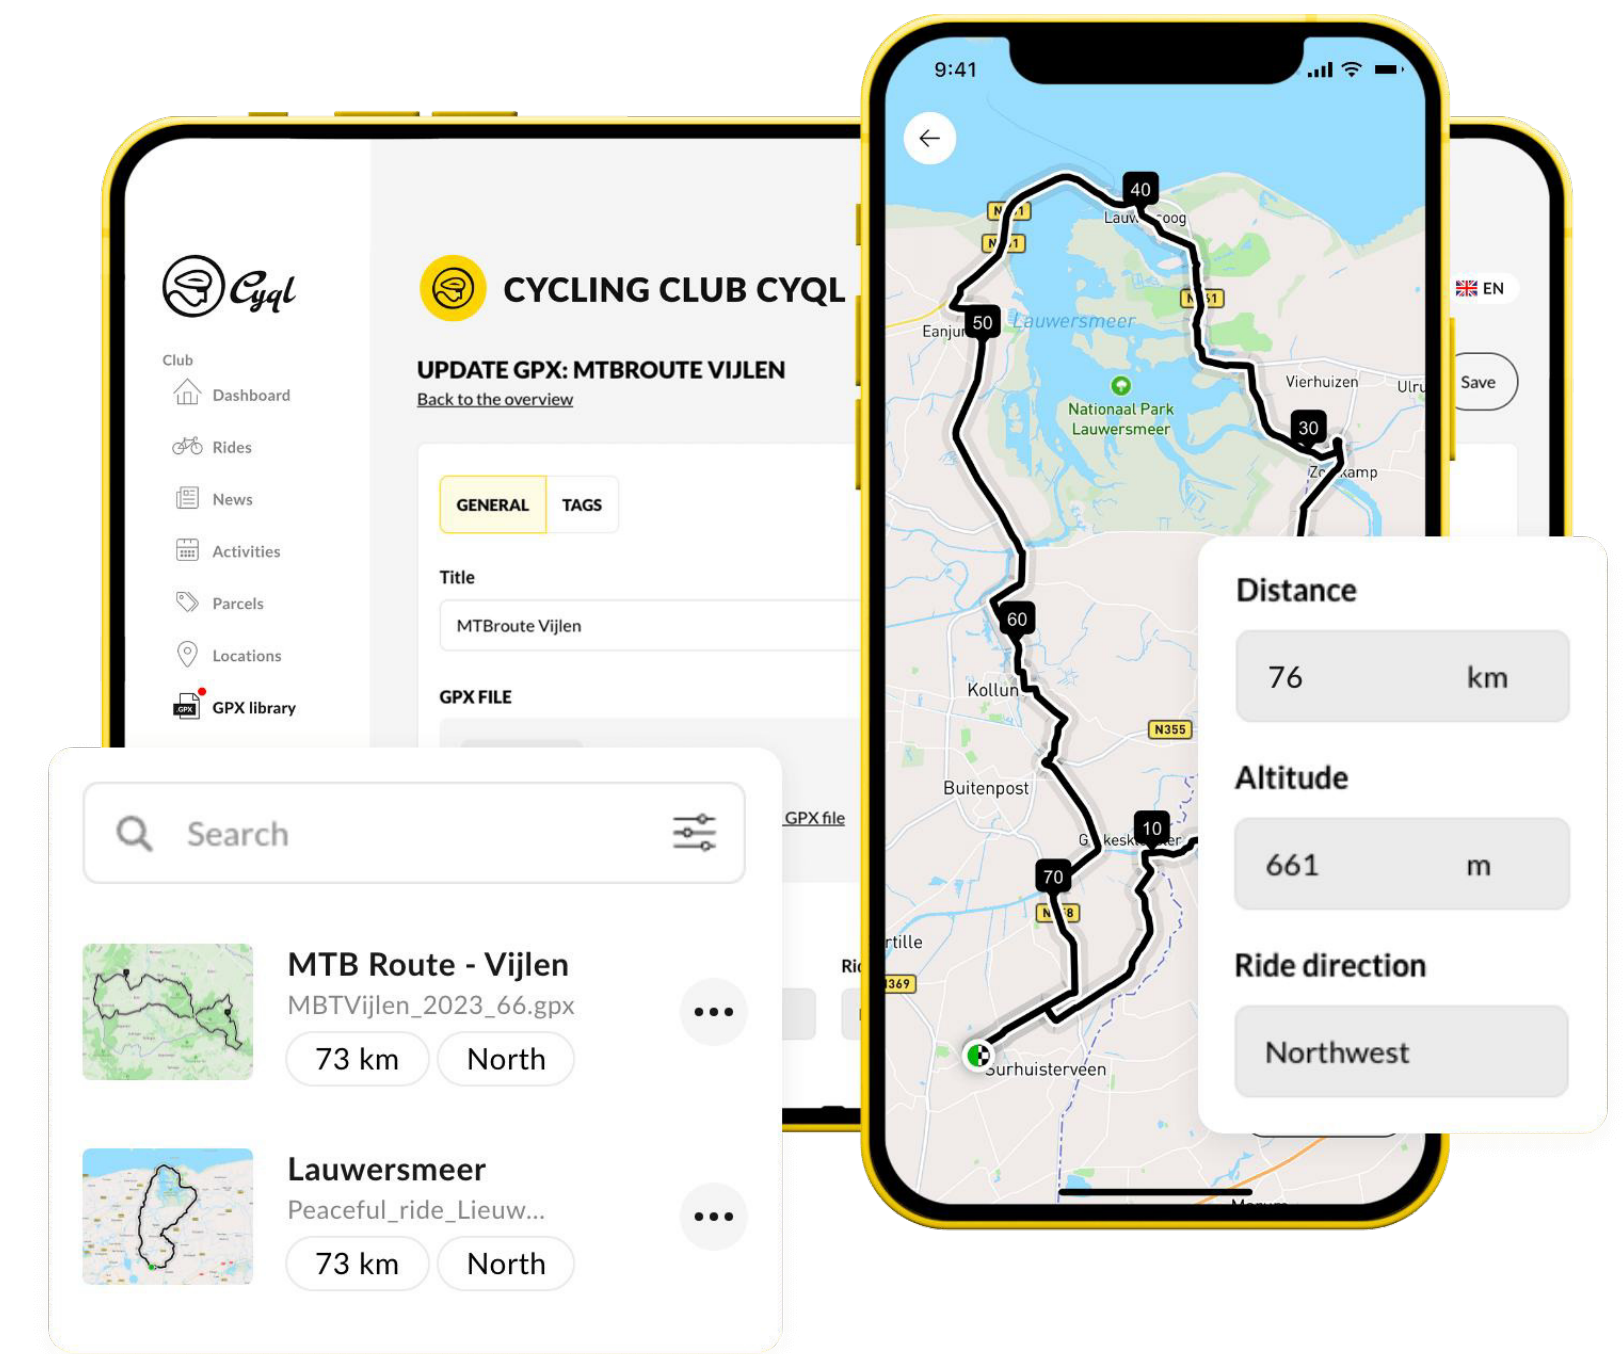 Cyql
Club
Dashboard
Rides
News
Activities
Parcels
Locations
GPX
GPX library
CYCLING CLUB CYQL
EN
UPDATE GPX: MTBROUTE VIJLEN
Back to the overview
Save
GENERAL
TAGS
Title
MTBroute Vijlen
GPX FILE
GPX file
Search
MTB Route - Vijlen
MBTVijlen_2023_66.gpx
73 km
North
Lauwersmeer
Peaceful_ride_Lieuw...
73 km
North
9:41
40
50
Lauwersmeer
Vierhuizen
Nationaal Park
Lauwersmeer
30
60
Kollum
N355
Buitenpost
10
70
Surhuisterveen
Distance
76 km
Altitude
661 m
Ride direction
Northwest